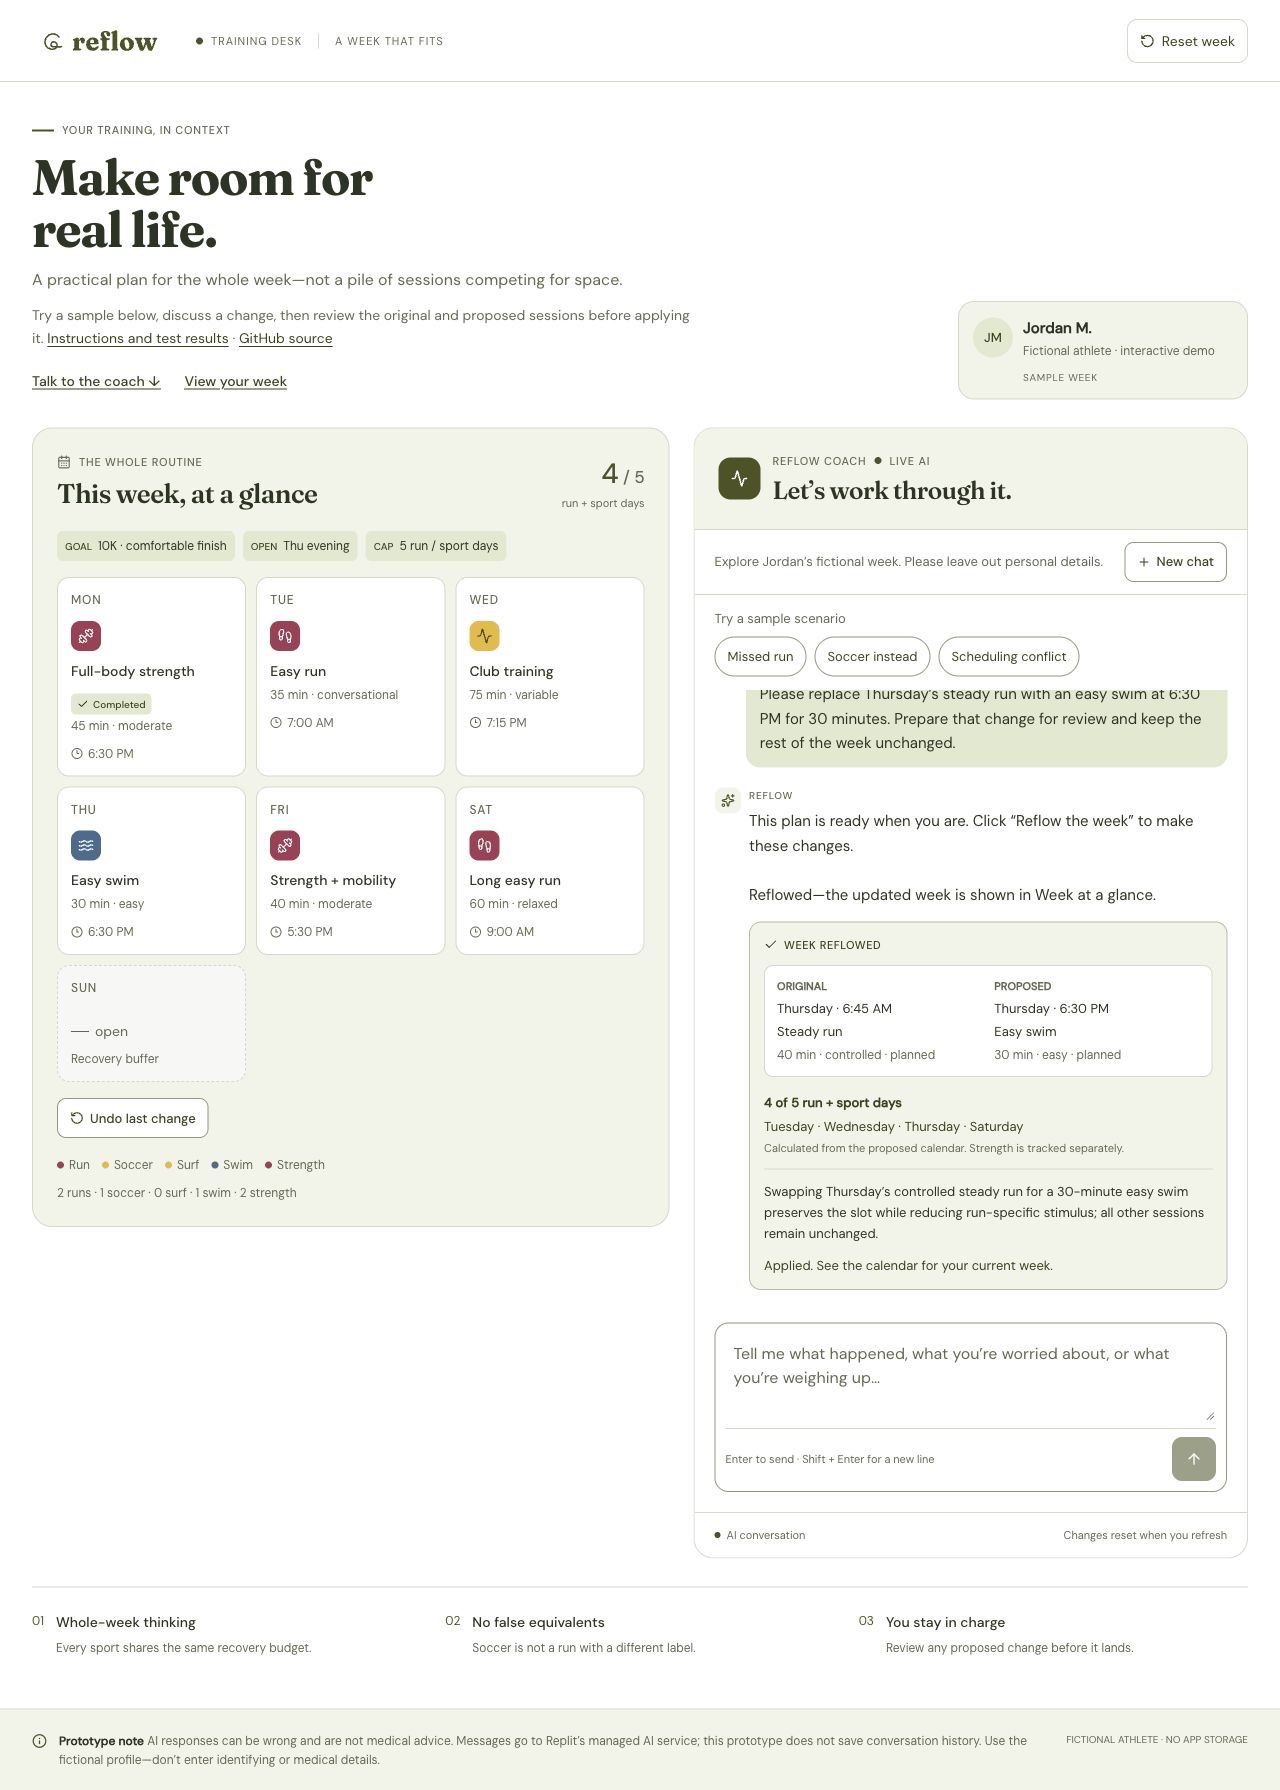 reflow
TRAINING DESK
A WEEK THAT FITS
Reset week
YOUR TRAINING, IN CONTEXT
Make room for
real life.
A practical plan for the whole week—not a pile of sessions competing for space.
Try a sample below, discuss a change, then review the original and proposed sessions before applying
it. Instructions and test results · GitHub source
Talk to the coach ↓
View your week
JM
Jordan M.
Fictional athlete · interactive demo
SAMPLE WEEK
THE WHOLE ROUTINE
This week, at a glance
4 / 5
run + sport days
GOAL 10K · comfortable finish
OPEN Thu evening
CAP 5 run / sport days
MON
Full-body strength
Completed
45 min · moderate
6:30 PM
TUE
Easy run
35 min · conversational
7:00 AM
WED
Club training
75 min · variable
7:15 PM
THU
Easy swim
30 min · easy
6:30 PM
FRI
Strength + mobility
40 min · moderate
5:30 PM
SAT
Long easy run
60 min · relaxed
9:00 AM
SUN
— open
Recovery buffer
Undo last change
Run
Soccer
Surf
Swim
Strength
2 runs · 1 soccer · 0 surf · 1 swim · 2 strength
REFLOW COACH
LIVE AI
Let’s work through it.
Explore Jordan’s fictional week. Please leave out personal details.
New chat
Try a sample scenario
Missed run
Soccer instead
Scheduling conflict
Please replace Thursday’s steady run with an easy swim at 6:30
PM for 30 minutes. Prepare that change for review and keep the
rest of the week unchanged.
REFLOW
This plan is ready when you are. Click “Reflow the week” to make
these changes.
Reflowed—the updated week is shown in Week at a glance.
WEEK REFLOWED
ORIGINAL
Thursday · 6:45 AM
Steady run
40 min · controlled · planned
PROPOSED
Thursday · 6:30 PM
Easy swim
30 min · easy · planned
4 of 5 run + sport days
Tuesday · Wednesday · Thursday · Saturday
Calculated from the proposed calendar. Strength is tracked separately.
Swapping Thursday’s controlled steady run for a 30-minute easy swim
preserves the slot while reducing run-specific stimulus; all other sessions
remain unchanged.
Applied. See the calendar for your current week.
Tell me what happened, what you’re worried about, or what
you’re weighing up…
Enter to send · Shift + Enter for a new line
AI conversation
Changes reset when you refresh
01 Whole-week thinking
Every sport shares the same recovery budget.
02 No false equivalents
Soccer is not a run with a different label.
03 You stay in charge
Review any proposed change before it lands.
Prototype note AI responses can be wrong and are not medical advice. Messages go to Replit’s managed AI service; this prototype does not save conversation history. Use the
fictional profile—don’t enter identifying or medical details.
FICTIONAL ATHLETE · NO APP STORAGE